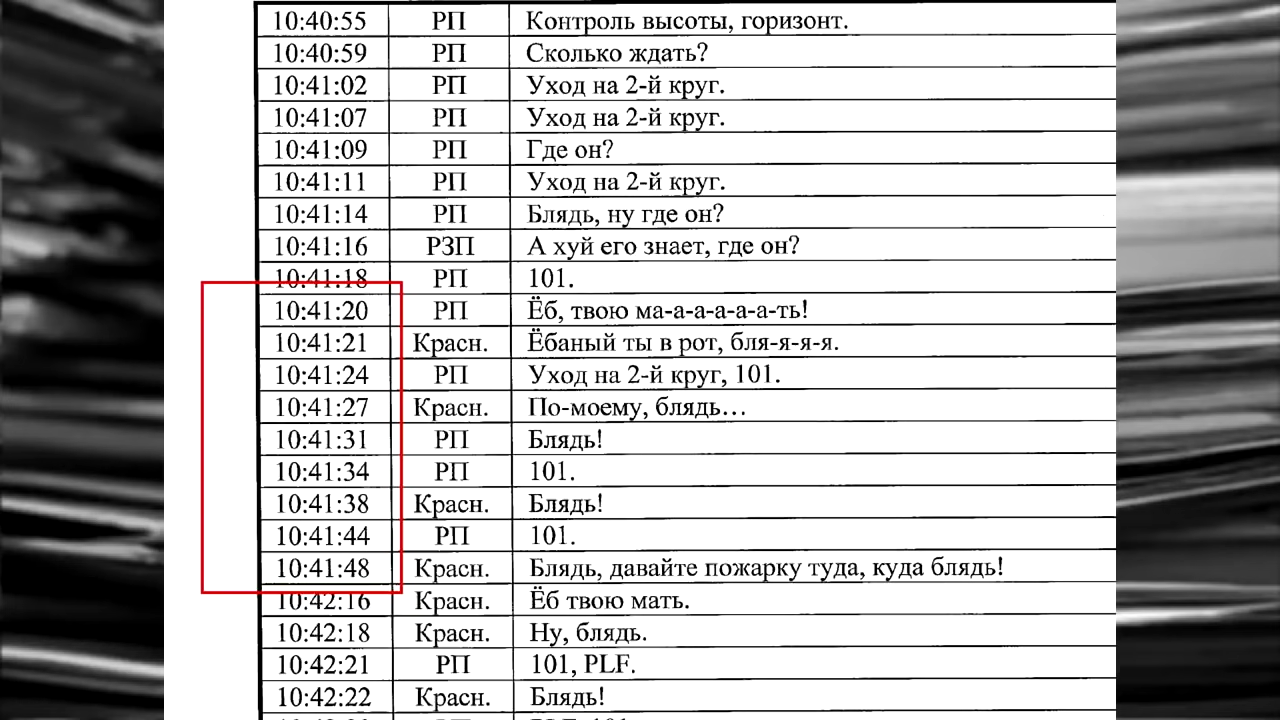 10:40:55 РП Контроль высоты, горизонт.
10:40:59 РП Сколько ждать?
10:41:02 РП Уход на 2-й круг.
10:41:07 РП Уход на 2-й круг.
10:41:09 РП Где он?
10:41:11 РП Уход на 2-й круг.
10:41:14 РП Блядь, ну где он?
10:41:16 РЗП А хуй его знает, где он?
10:41:18 РП 101.
10:41:20 РП Ёб, твою ма-а-а-а-а-а-ть!
10:41:21 Красн. Ёбаный ты в рот, бля-я-я-я.
10:41:24 РП Уход на 2-й круг, 101.
10:41:27 Красн. По-моему, блядь…
10:41:31 РП Блядь!
10:41:34 РП 101.
10:41:38 Красн. Блядь!
10:41:44 РП 101.
10:41:48 Красн. Блядь, давайте пожарку туда, куда блядь!
10:42:16 Красн. Ёб твою мать.
10:42:18 Красн. Ну, блядь.
10:42:21 РП 101, PLF.
10:42:22 Красн. Блядь!